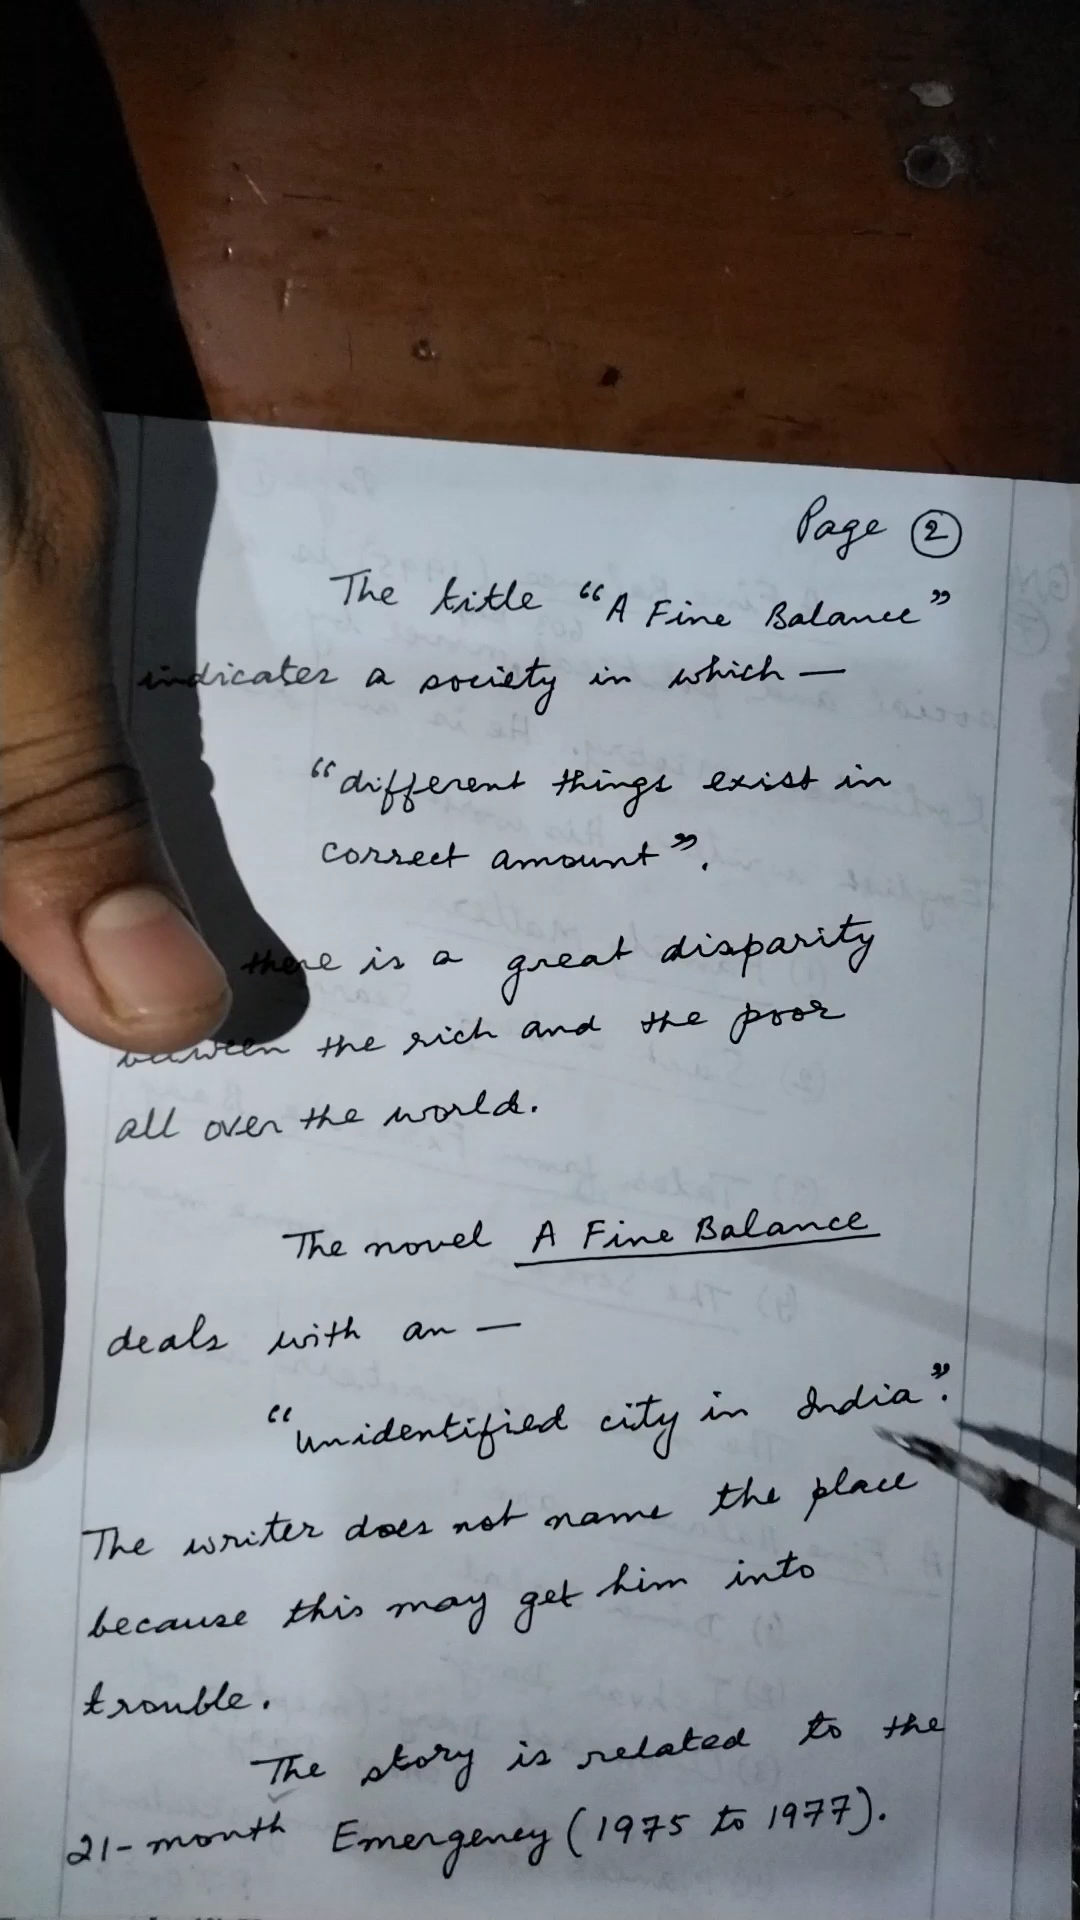 Page 2
The title “A Fine Balance”
indicates a society in which —
“different things exist in
correct amount”.
there is a great disparity
between the rich and the poor
all over the world.
The novel A Fine Balance
deals with an —
“unidentified city in India”.
The writer does not name the place
because this may get him into
trouble.
The story is related to the
21-month Emergency (1975 to 1977).